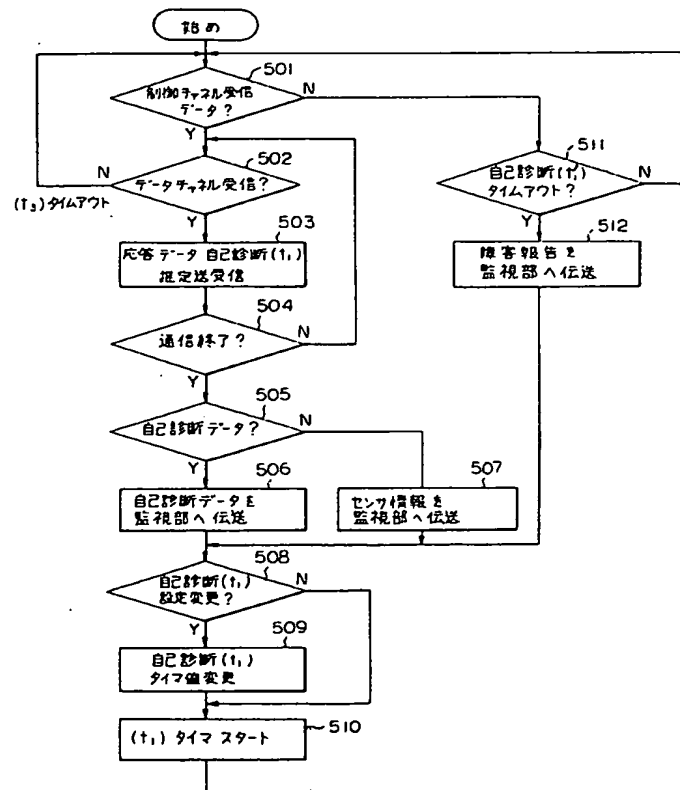 始め
501
制御チャネル受信
データ?
N
Y
502
データチャネル受信?
N
(t₃)タイムアウト
Y
511
自己診断(t₁)
タイムアウト?
N
Y
503
応答データ 自己診断(t₁)
推定送受信
512
障害報告を
監視部へ伝送
504
通信終了?
N
Y
505
自己診断データ?
N
Y
506
自己診断データを
監視部へ伝送
507
センサ情報を
監視部へ伝送
508
自己診断(t₁)
設定変更?
N
Y
509
自己診断(t₁)
タイマ値変更
510
(t₁)タイマ スタート